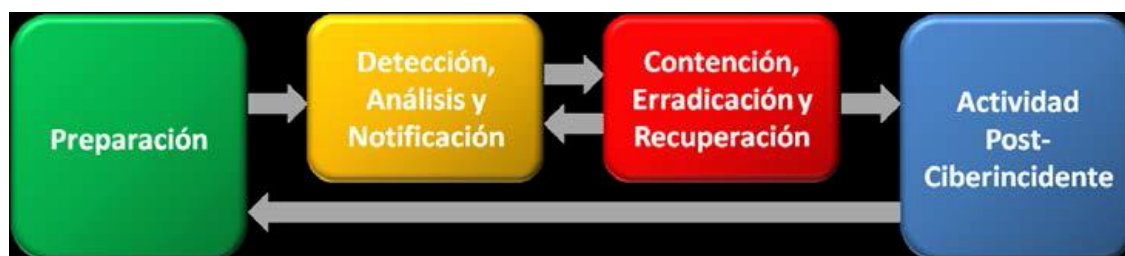 Preparación
Detección,
Análisis y
Notificación
Contención,
Erradicación y
Recuperación
Actividad
Post-
Ciberincidente